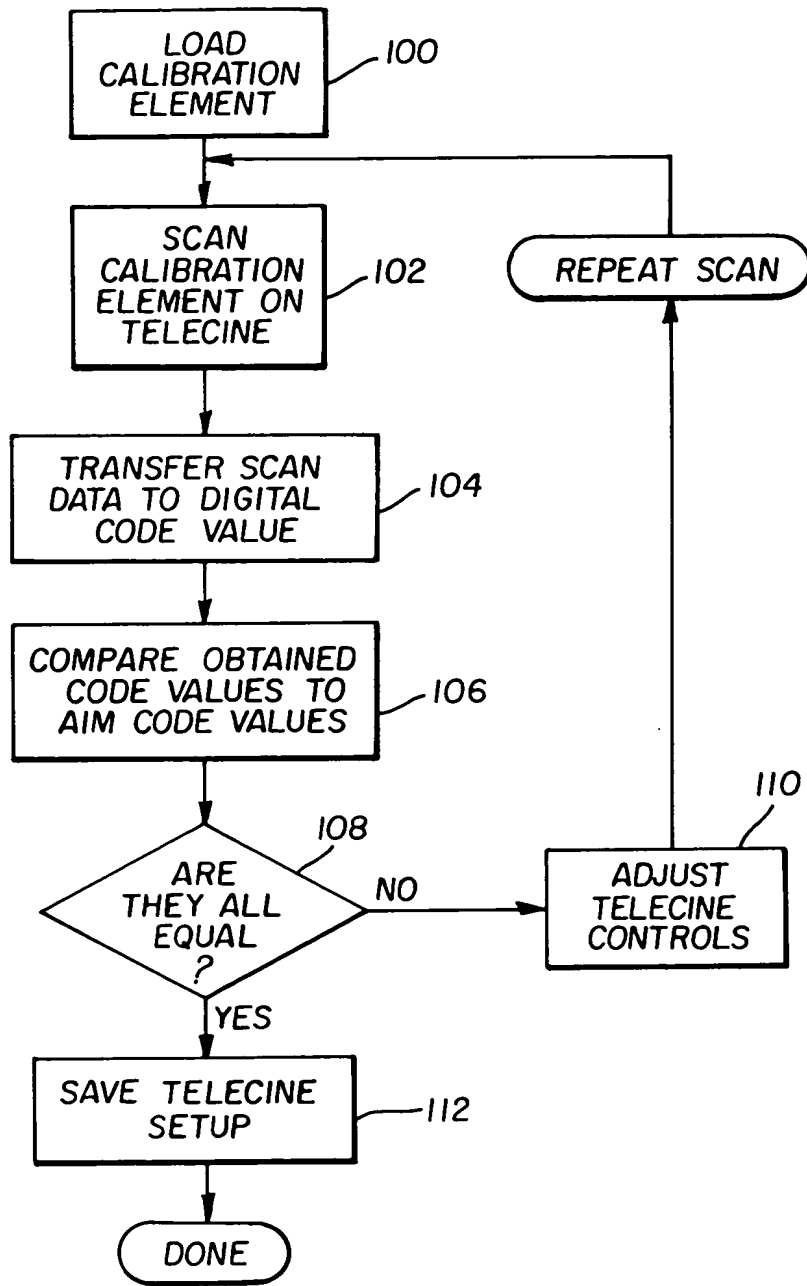 LOAD
CALIBRATION
ELEMENT
100
SCAN
CALIBRATION
ELEMENT ON
TELECINE
102
REPEAT SCAN
TRANSFER SCAN
DATA TO DIGITAL
CODE VALUE
104
COMPARE OBTAINED
CODE VALUES TO
AIM CODE VALUES
106
108
ARE
THEY ALL
EQUAL
?
NO
110
ADJUST
TELECINE
CONTROLS
YES
SAVE TELECINE
SETUP
112
DONE